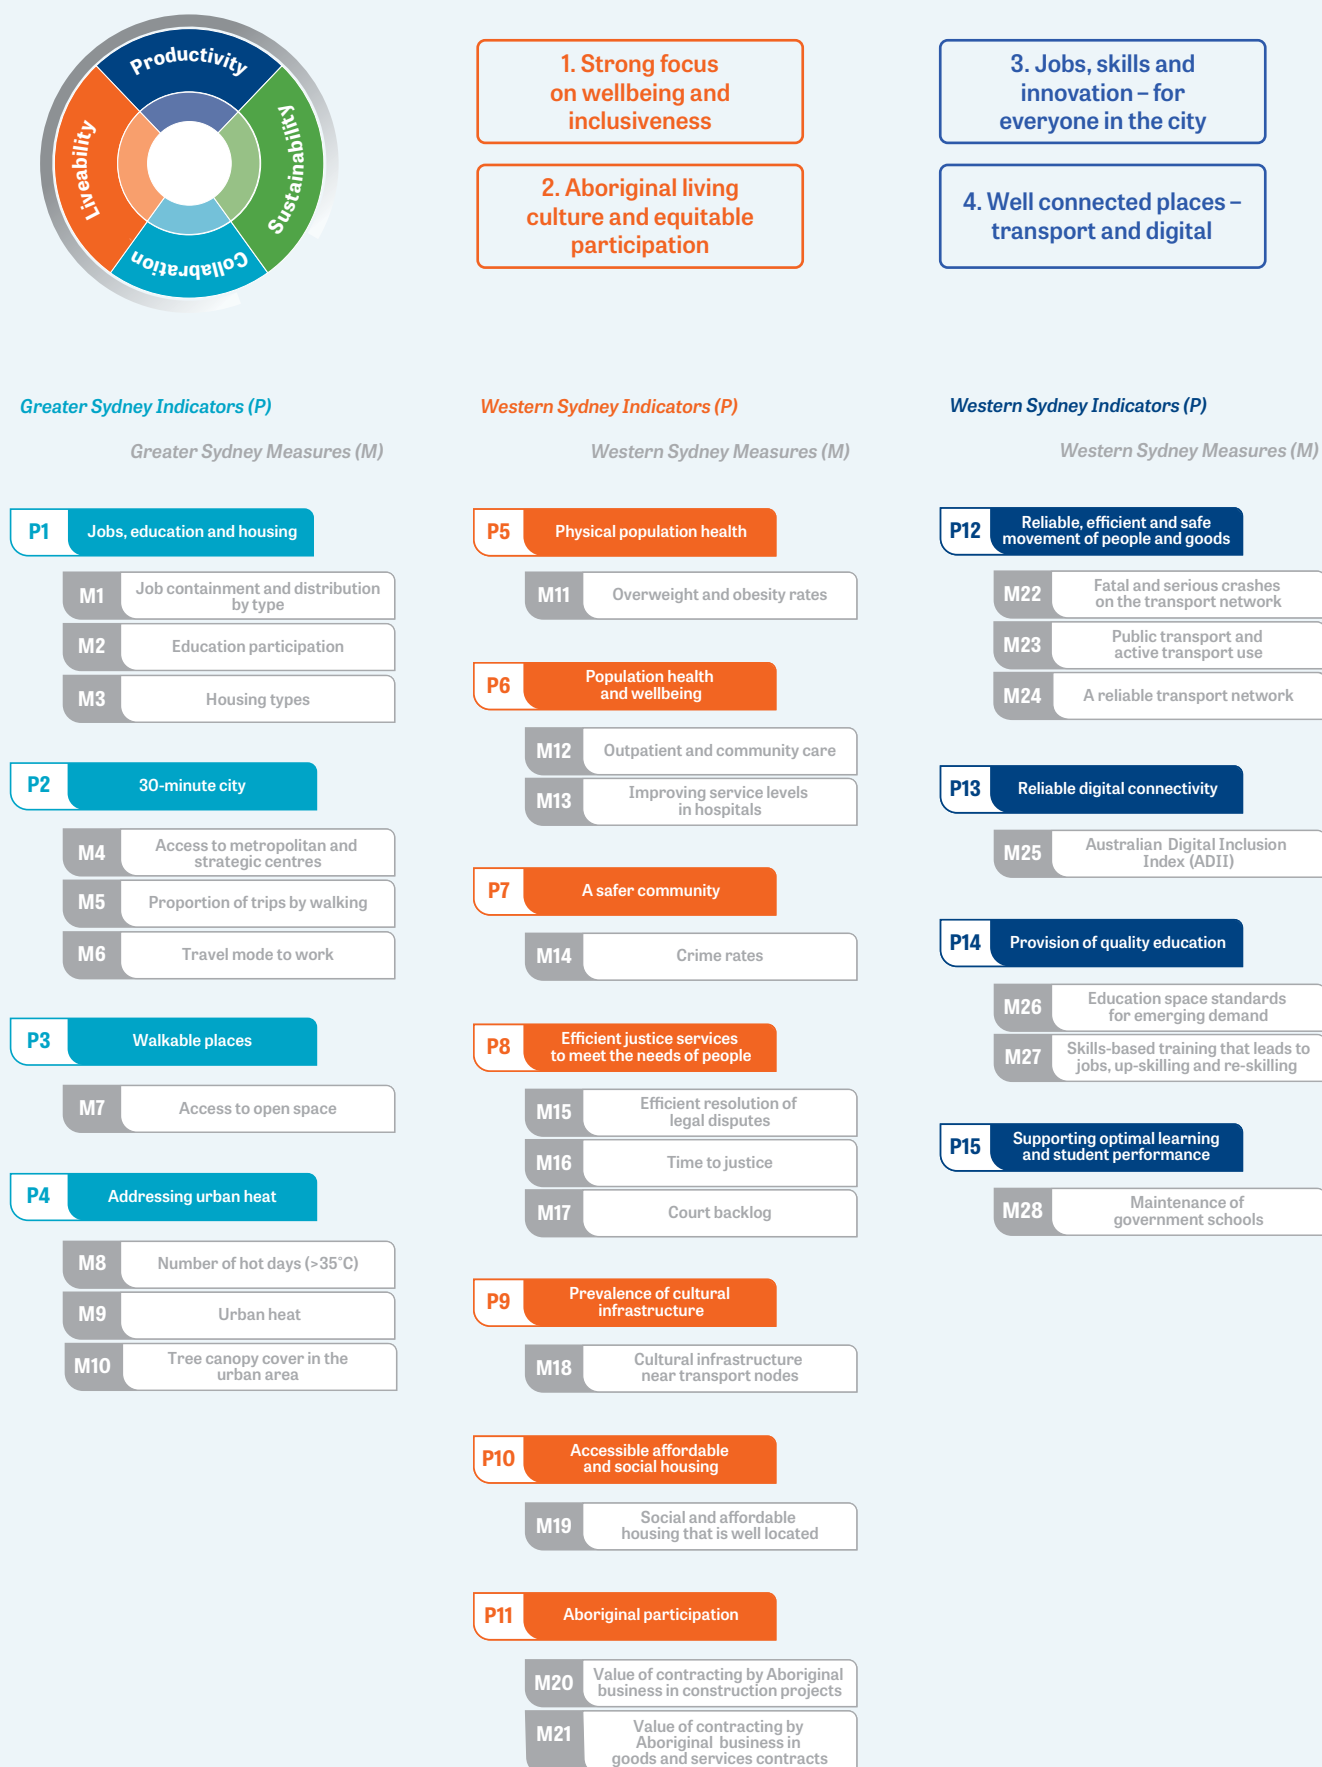 Productivity
Liveability
Sustainability
Collabration
1. Strong focus
on wellbeing and
inclusiveness
2. Aboriginal living
culture and equitable
participation
3. Jobs, skills and
innovation – for
everyone in the city
4. Well connected places –
transport and digital
Greater Sydney Indicators (P)
Greater Sydney Measures (M)
P1 Jobs, education and housing
M1 Job containment and distribution
by type
M2 Education participation
M3 Housing types
P2 30-minute city
M4 Access to metropolitan and
strategic centres
M5 Proportion of trips by walking
M6 Travel mode to work
P3 Walkable places
M7 Access to open space
P4 Addressing urban heat
M8 Number of hot days (>35°C)
M9 Urban heat
M10 Tree canopy cover in the
urban area
Western Sydney Indicators (P)
Western Sydney Measures (M)
P5 Physical population health
M11 Overweight and obesity rates
P6 Population health
and wellbeing
M12 Outpatient and community care
M13 Improving service levels
in hospitals
P7 A safer community
M14 Crime rates
P8 Efficient justice services
to meet the needs of people
M15 Efficient resolution of
legal disputes
M16 Time to justice
M17 Court backlog
P9 Prevalence of cultural
infrastructure
M18 Cultural infrastructure
near transport nodes
P10 Accessible affordable
and social housing
M19 Social and affordable
housing that is well located
P11 Aboriginal participation
M20 Value of contracting by Aboriginal
business in construction projects
M21 Value of contracting by
Aboriginal business in
goods and services contracts
Western Sydney Indicators (P)
Western Sydney Measures (M)
P12 Reliable, efficient and safe
movement of people and goods
M22 Fatal and serious crashes
on the transport network
M23 Public transport and
active transport use
M24 A reliable transport network
P13 Reliable digital connectivity
M25 Australian Digital Inclusion
Index (ADII)
P14 Provision of quality education
M26 Education space standards
for emerging demand
M27 Skills-based training that leads to
jobs, up-skilling and re-skilling
P15 Supporting optimal learning
and student performance
M28 Maintenance of
government schools